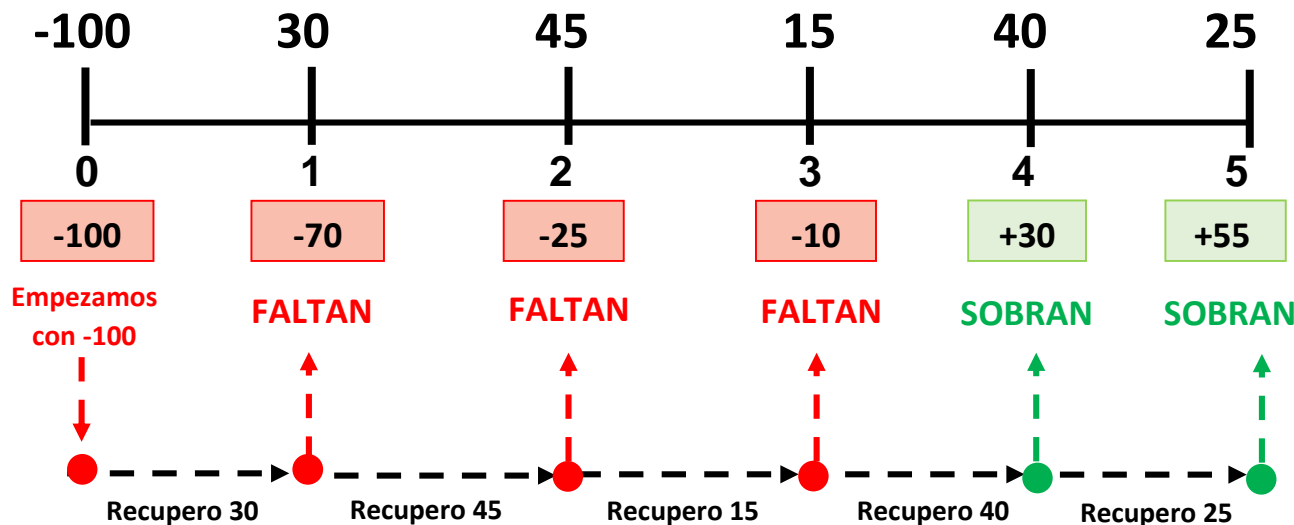 -100 30 45 15 40 25
0 1 2 3 4 5
-100 -70 -25 -10 +30 +55
Empezamos
con -100
FALTAN FALTAN FALTAN SOBRAN SOBRAN
Recupero 30 Recupero 45 Recupero 15 Recupero 40 Recupero 25